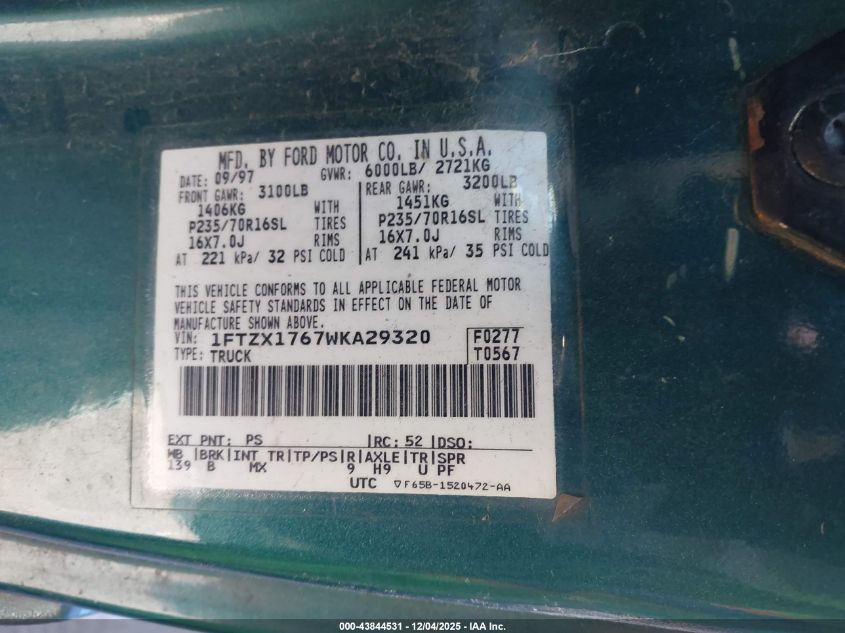 MFD. BY FORD MOTOR CO. IN U.S.A.
DATE: 09/97 GVWR: 6000LB/ 2721KG
FRONT GAWR: 3100LB REAR GAWR: 3200LB
1406KG WITH 1451KG WITH
P235/70R16SL TIRES P235/70R16SL TIRES
16X7.0J RIMS 16X7.0J RIMS
AT 221 kPa/ 32 PSI COLD AT 241 kPa/ 35 PSI COLD
THIS VEHICLE CONFORMS TO ALL APPLICABLE FEDERAL MOTOR
VEHICLE SAFETY STANDARDS IN EFFECT ON THE DATE OF
MANUFACTURE SHOWN ABOVE.
VIN: 1FTZX1767WKA29320 F0277
TYPE: TRUCK T0567
EXT PNT: PS |RC: 52 |DSO:
WB |BRK|INT TR|TP/PS|R|AXLE|TR|SPR
139 B MX 9 H9 U PF
UTC ▽F65B-1520472-AA
000-43844531 - 12/04/2025 - IAA Inc.